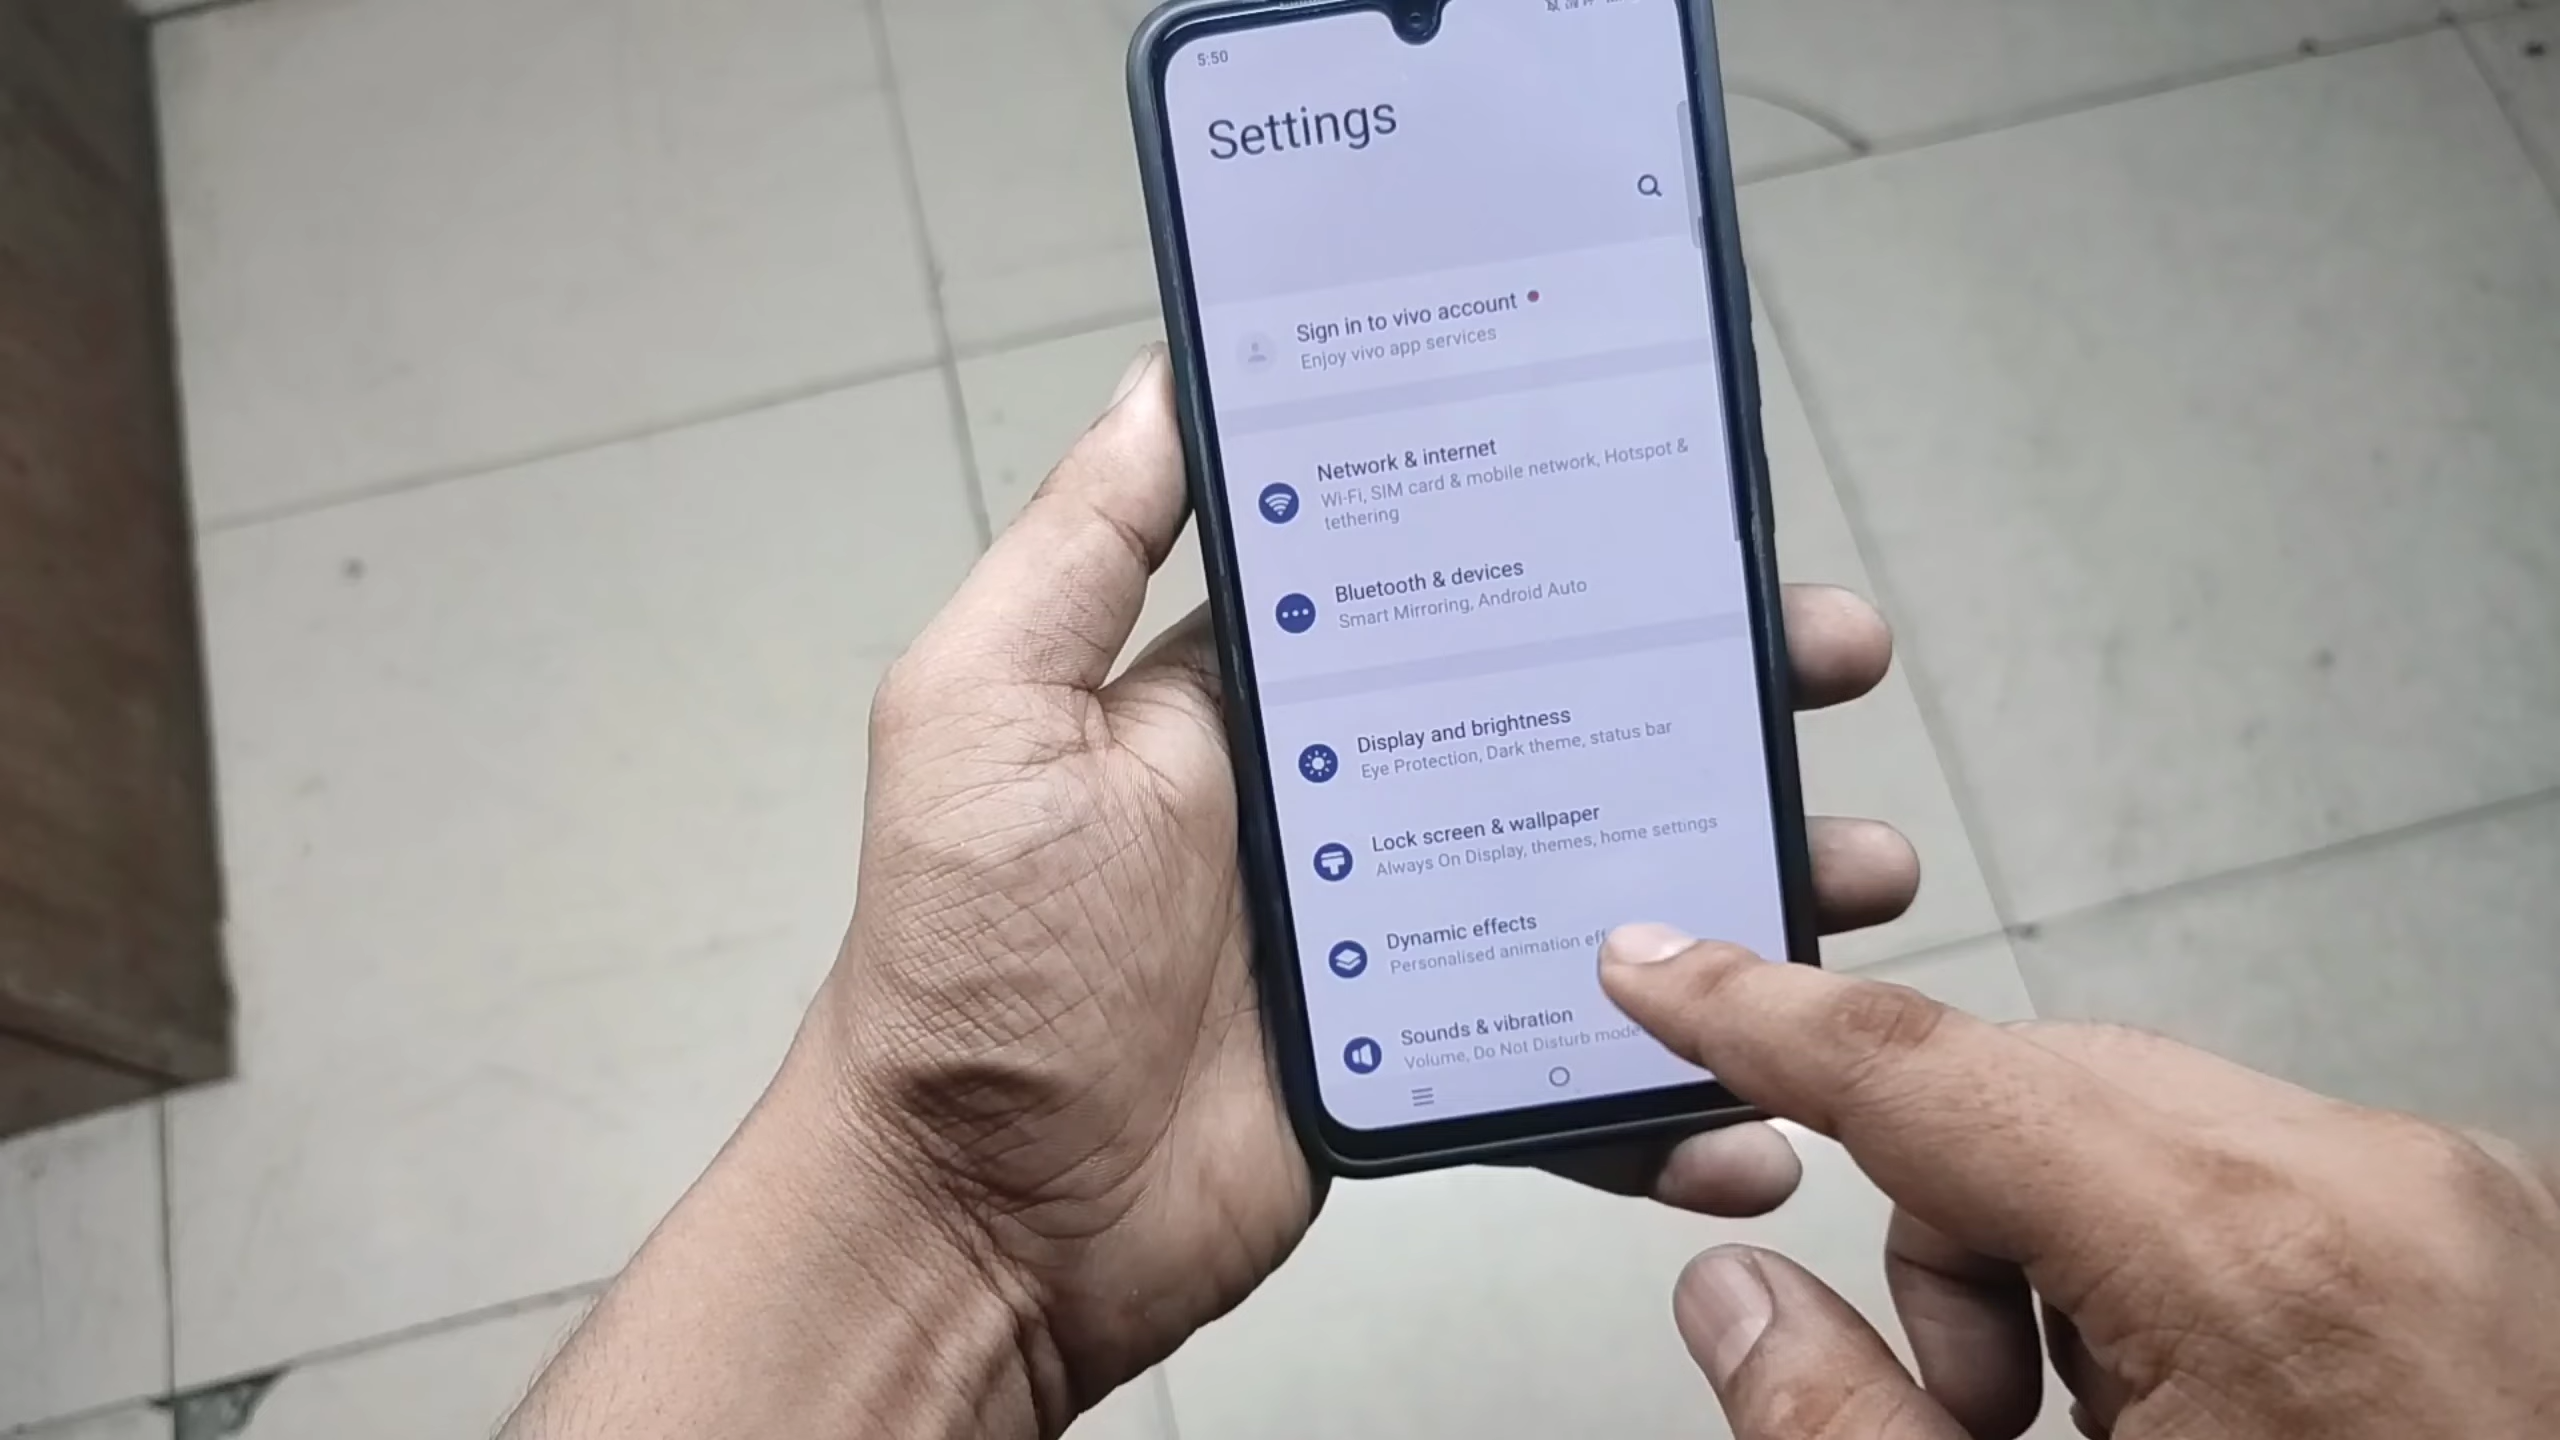 5:50
Settings
Sign in to vivo account
Enjoy vivo app services
Network & internet
Wi-Fi, SIM card & mobile network, Hotspot &
tethering
Bluetooth & devices
Smart Mirroring, Android Auto
Display and brightness
Eye Protection, Dark theme, status bar
Lock screen & wallpaper
Always On Display, themes, home settings
Dynamic effects
Personalised animation
Sounds & vibration
Volume, Do Not Disturb mode